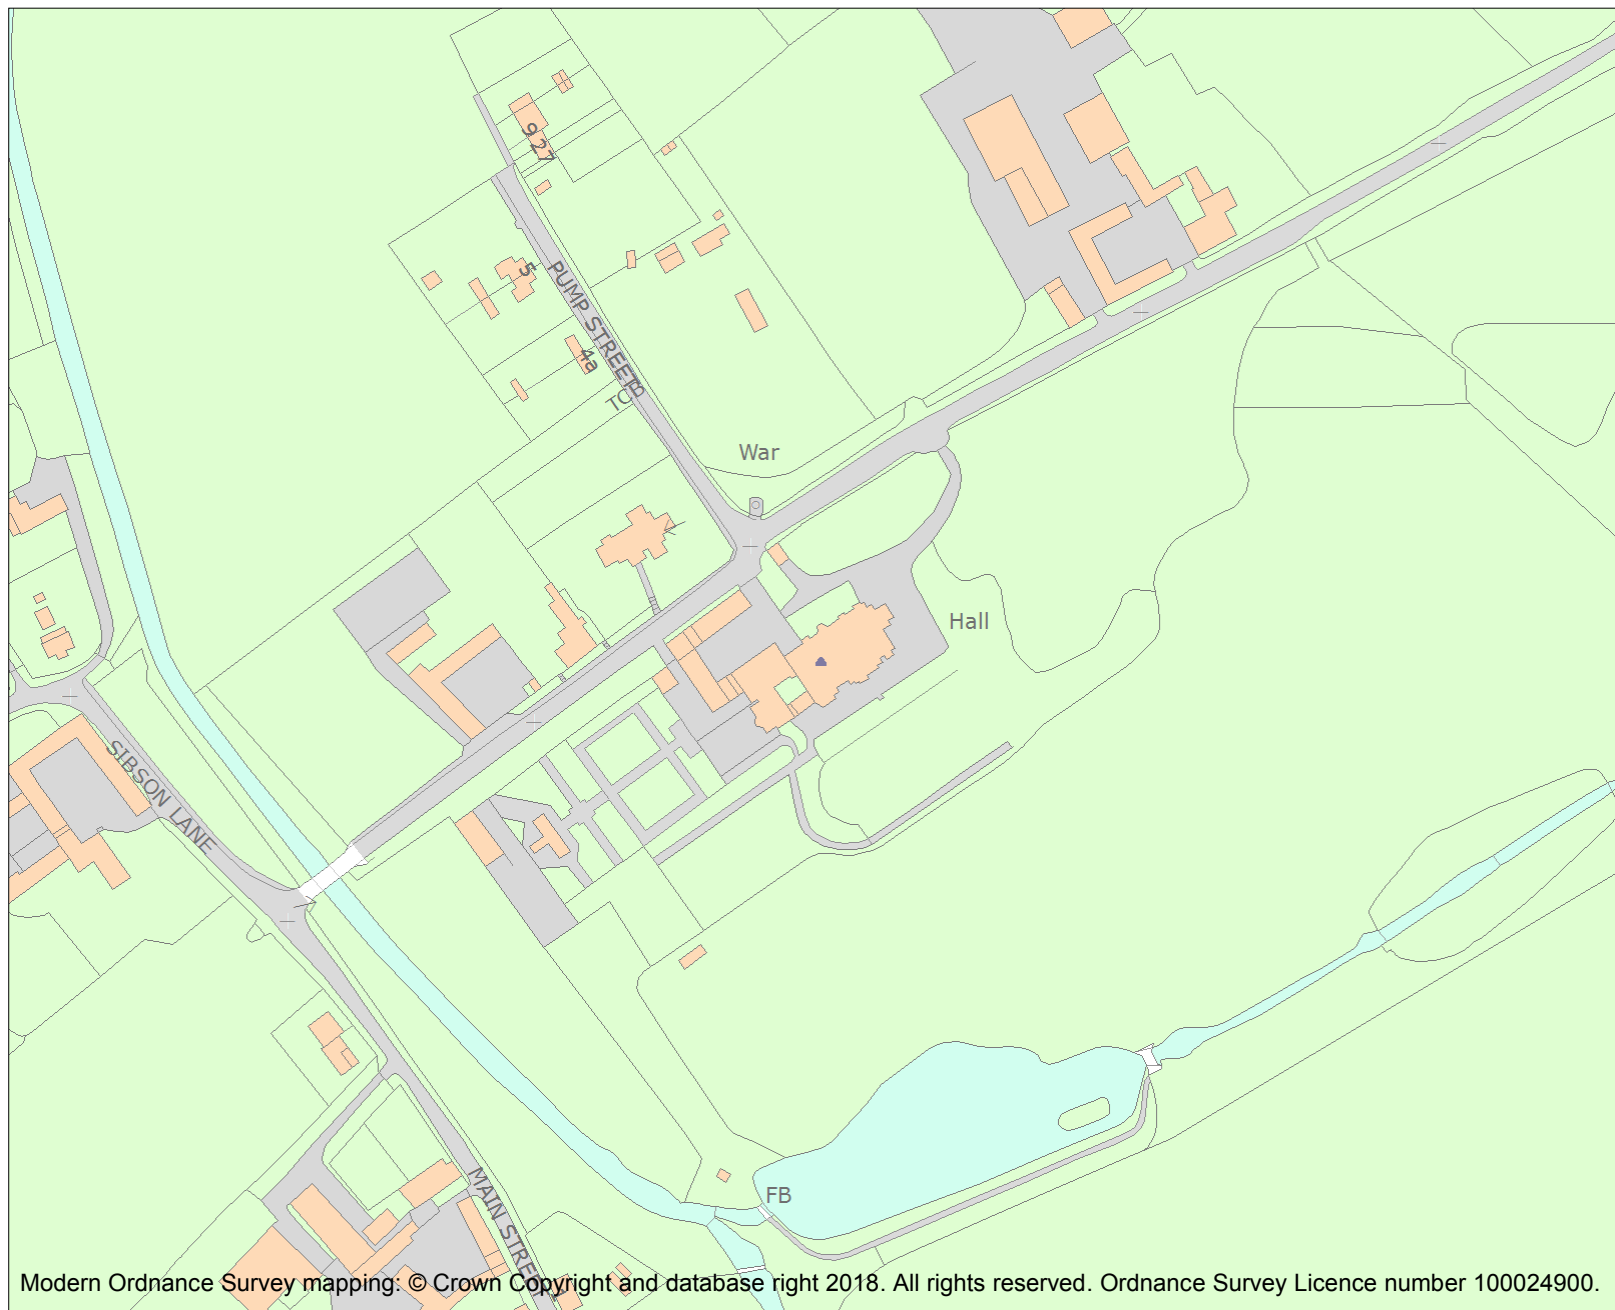 9
27
5
PUMP STREET
4a
TCB
War
Hall
SIBSON LANE
FB
MAIN STREET
Modern Ordnance Survey mapping: © Crown Copyright and database right 2018. All rights reserved. Ordnance Survey Licence number 100024900.